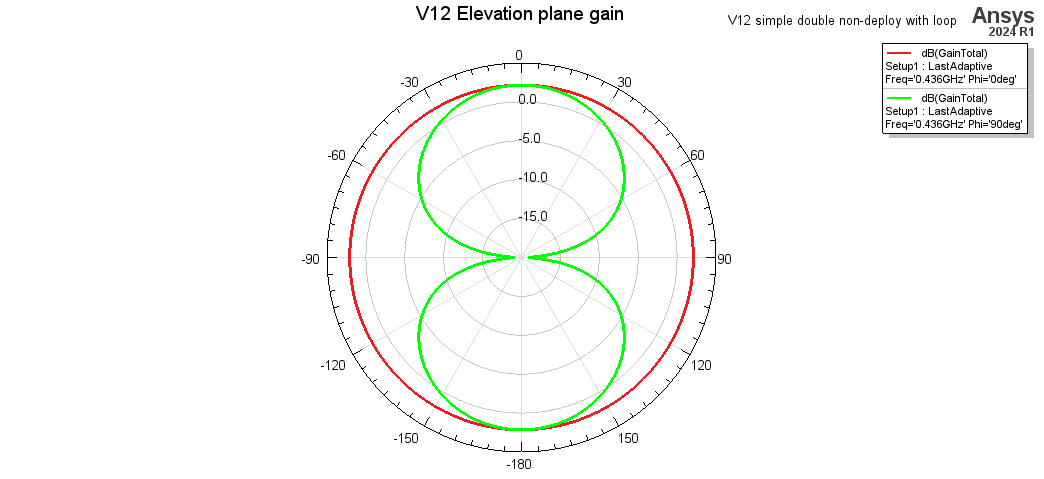 V12 Elevation plane gain
V12 simple double non-deploy with loop
Ansys
2024 R1
dB(GainTotal)
Setup1 : LastAdaptive
Freq='0.436GHz' Phi='0deg'
dB(GainTotal)
Setup1 : LastAdaptive
Freq='0.436GHz' Phi='90deg'
0
-30
30
0.0
-5.0
-60
60
-10.0
-15.0
-90
90
-120
120
-150
150
-180